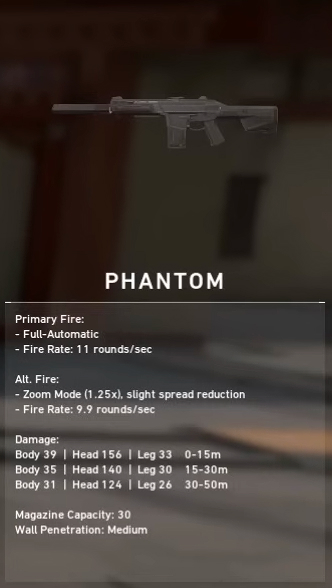 PHANTOM
Primary Fire:
- Full-Automatic
- Fire Rate: 11 rounds/sec
Alt. Fire:
- Zoom Mode (1.25x), slight spread reduction
- Fire Rate: 9.9 rounds/sec
Damage:
Body 39 | Head 156 | Leg 33 0-15m
Body 35 | Head 140 | Leg 30 15-30m
Body 31 | Head 124 | Leg 26 30-50m
Magazine Capacity: 30
Wall Penetration: Medium